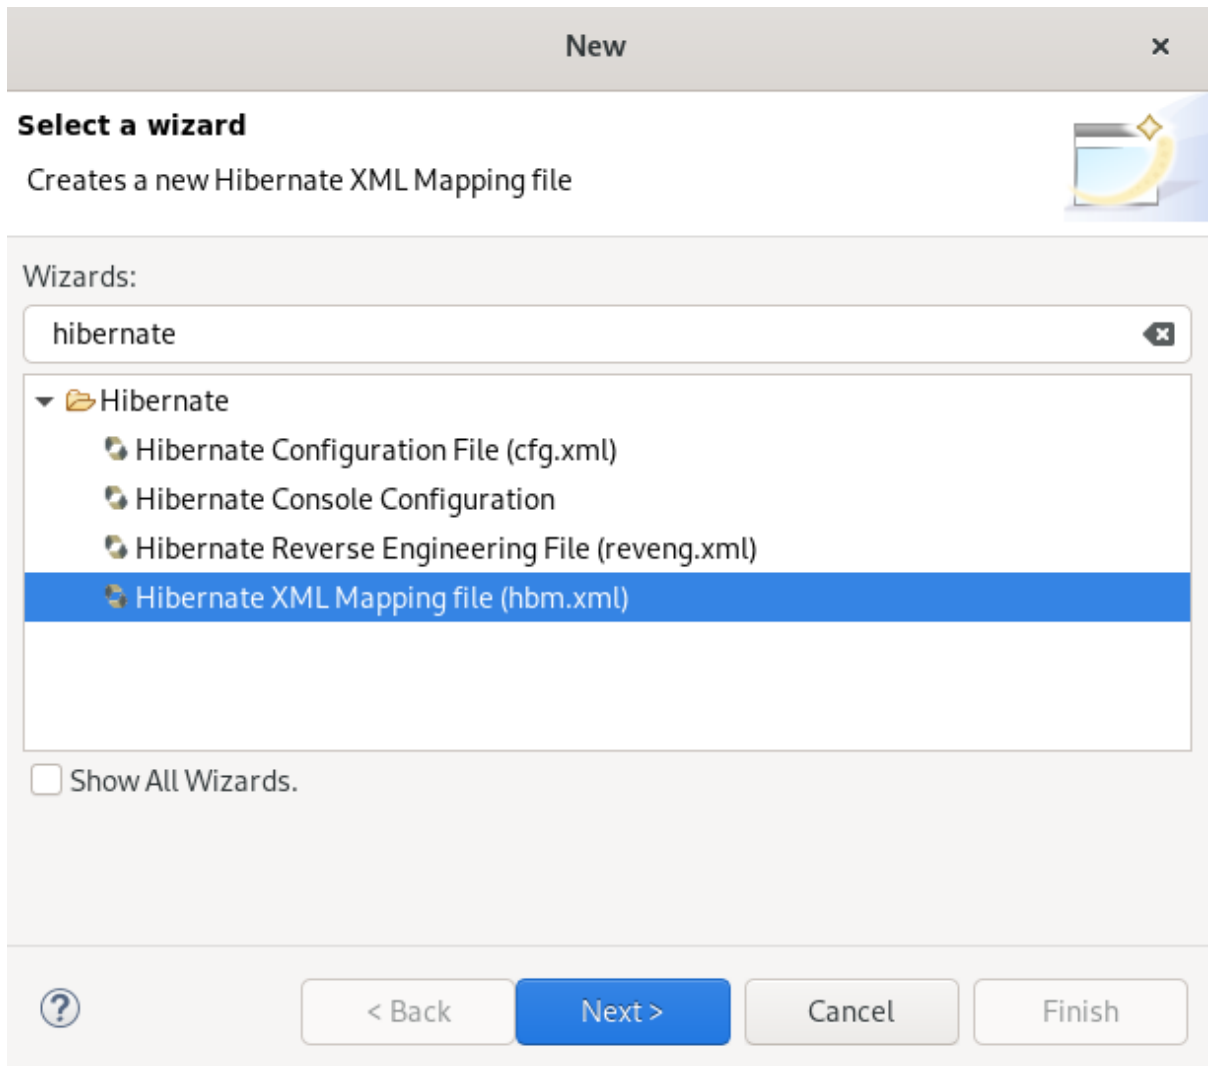 New
Select a wizard
Creates a new Hibernate XML Mapping file
Wizards:
hibernate
Hibernate
Hibernate Configuration File (cfg.xml)
Hibernate Console Configuration
Hibernate Reverse Engineering File (reveng.xml)
Hibernate XML Mapping file (hbm.xml)
Show All Wizards.
< Back Next > Cancel Finish